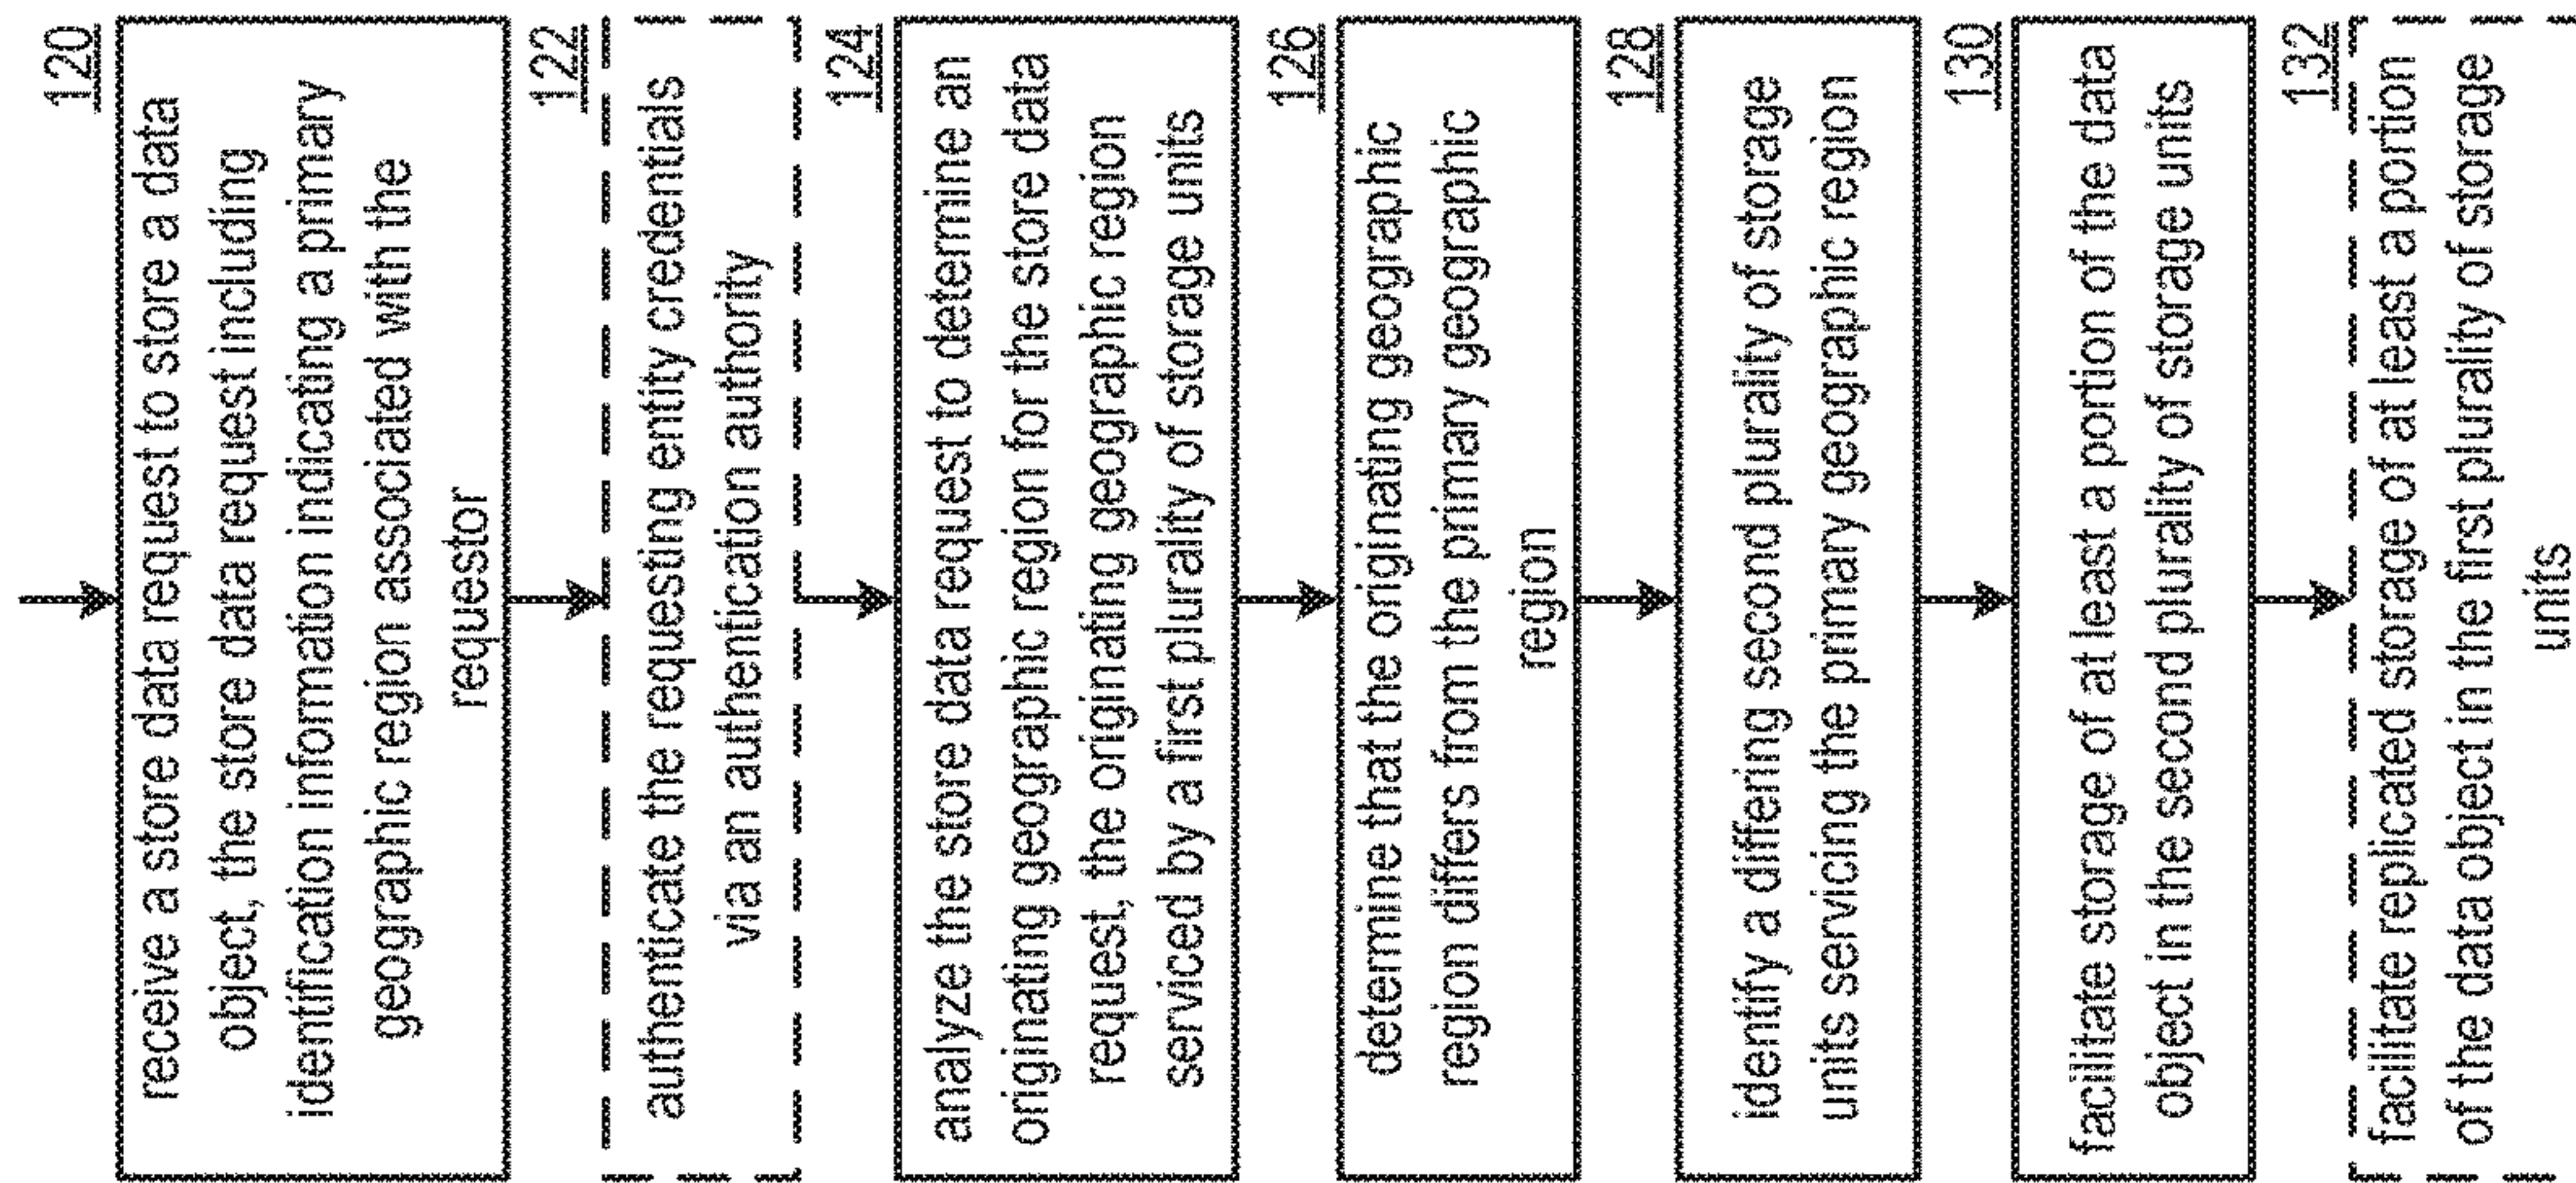 120
receive a store data request to store a data
object, the store data request including
identification information indicating a primary
geographic region associated with the
requestor
122
authenticate the requesting entity credentials
via an authentication authority
124
analyze the store data request to determine an
originating geographic region for the store data
request, the originating geographic region
serviced by a first plurality of storage units
126
determine that the originating geographic
region differs from the primary geographic
region
128
identify a differing second plurality of storage
units servicing the primary geographic region
130
facilitate storage of at least a portion of the data
object in the second plurality of storage units
132
facilitate replicated storage of at least a portion
of the data object in the first plurality of storage
units